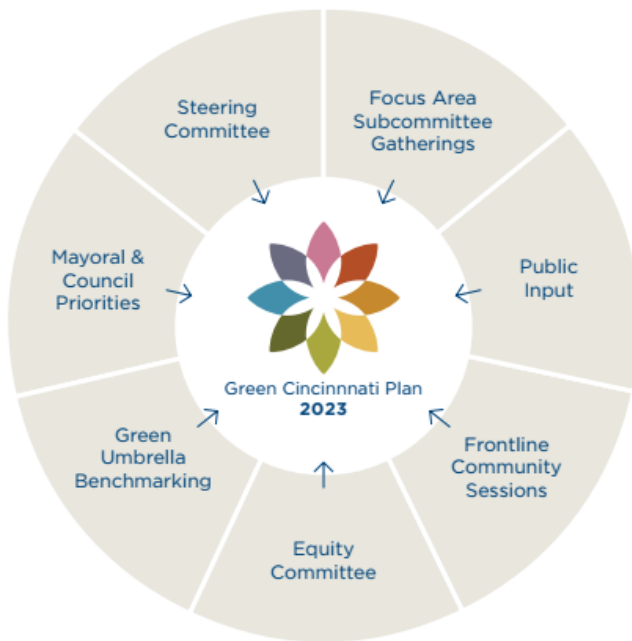 Steering
Committee
Focus Area
Subcommittee
Gatherings
Mayoral &
Council
Priorities
Public
Input
Green Cincinnnati Plan
2023
Green
Umbrella
Benchmarking
Frontline
Community
Sessions
Equity
Committee